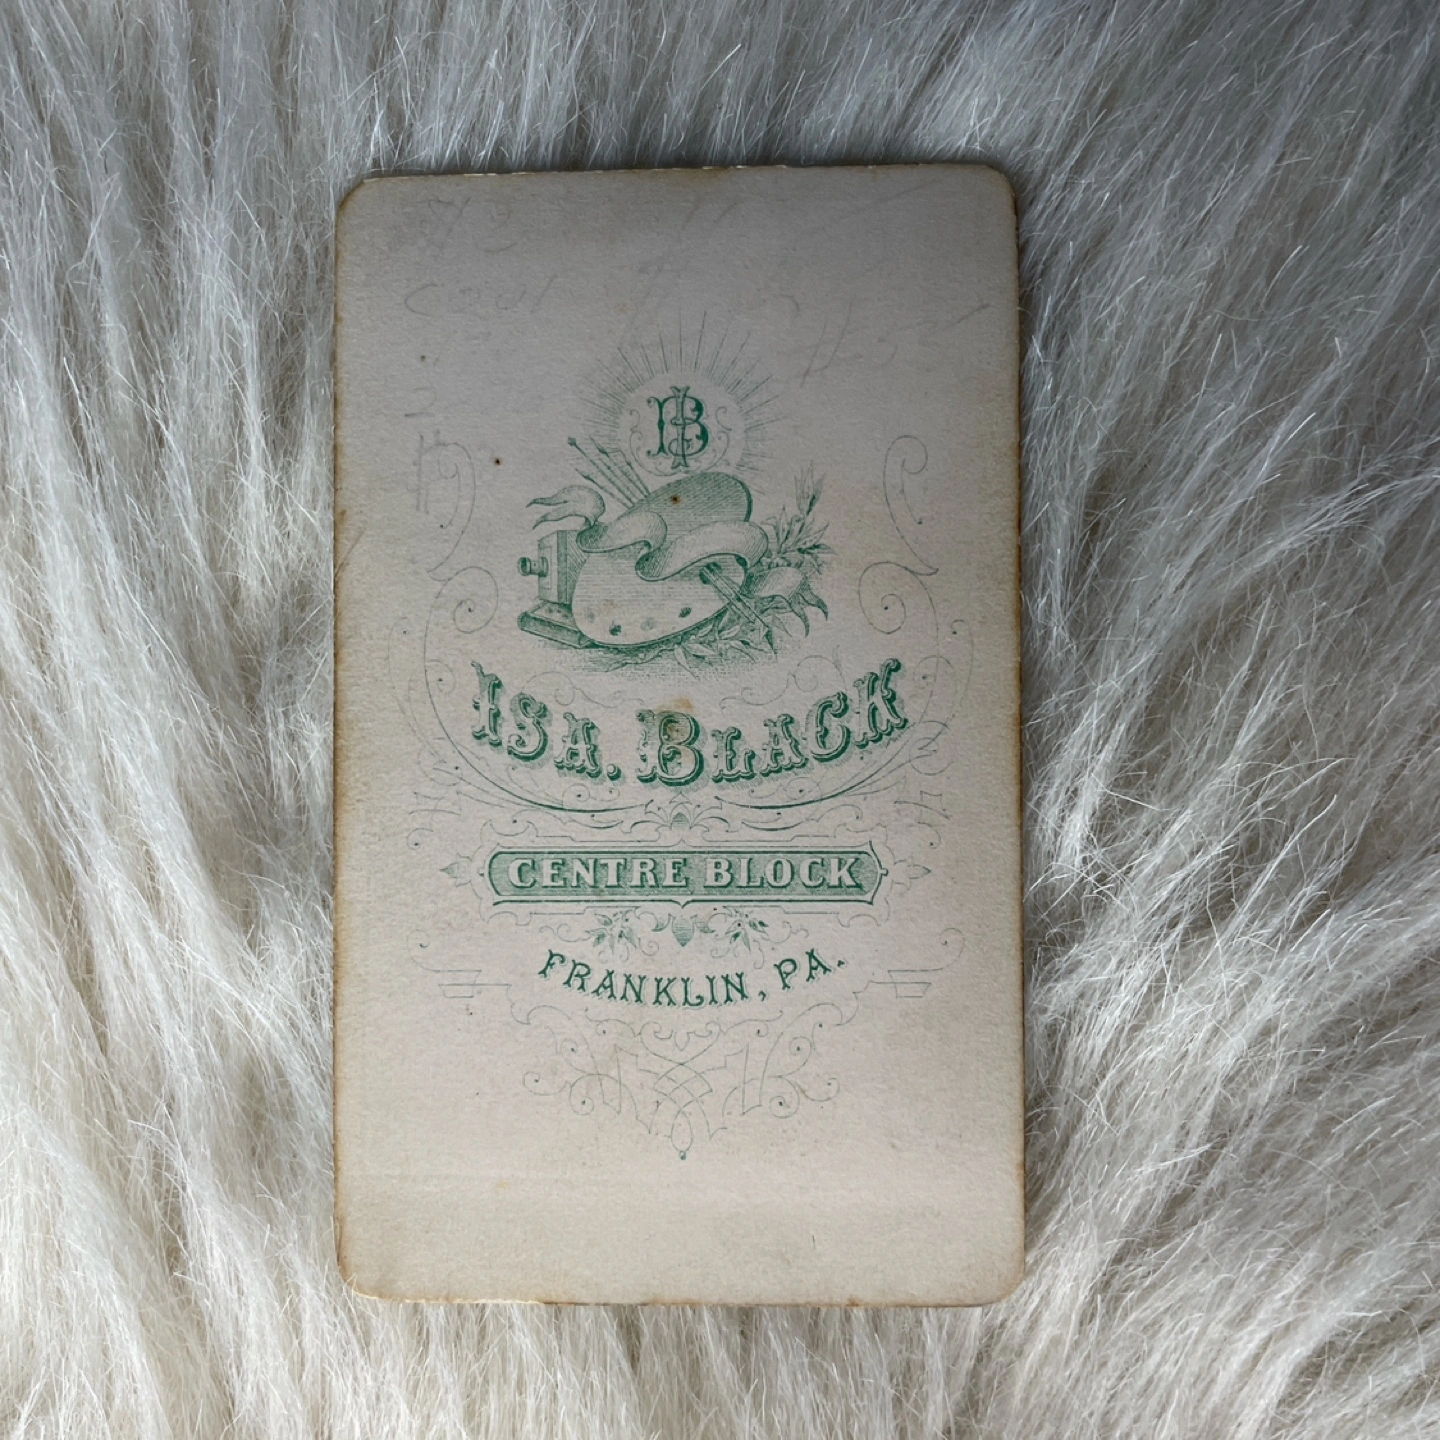 IB
ISA. BLACK
CENTRE BLOCK
FRANKLIN, PA.